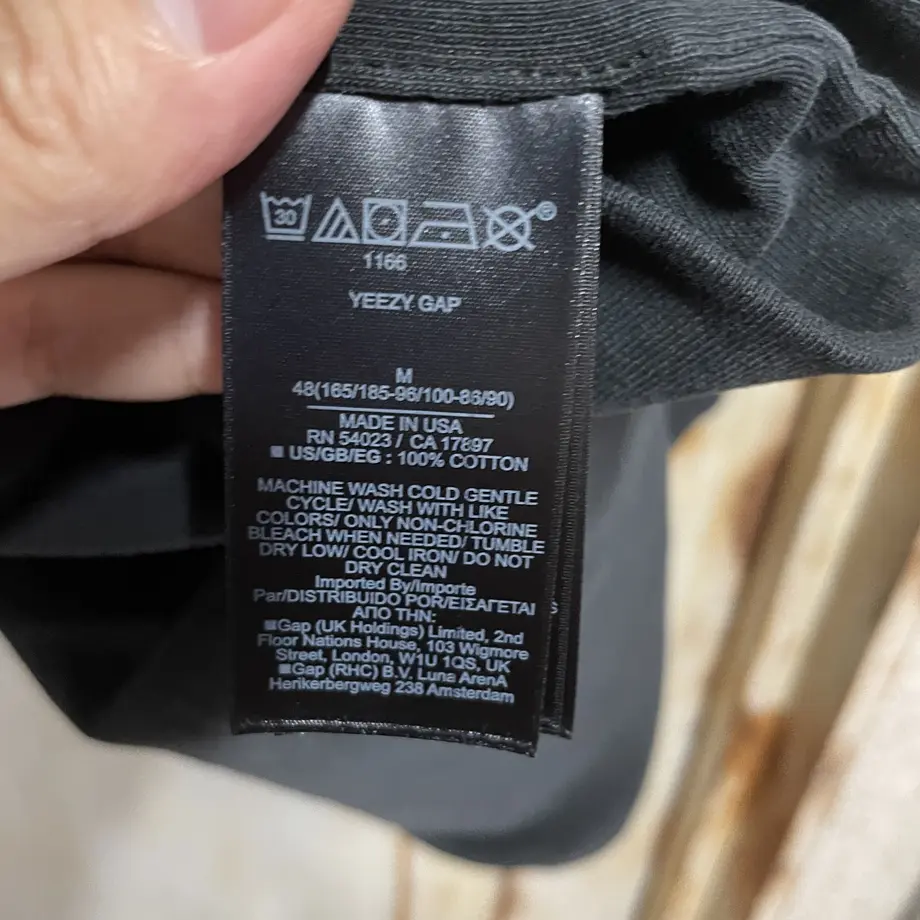 30
1166
YEEZY GAP
M
48(165/185-96/100-86/90)
MADE IN USA
RN 54023 / CA 17897
US/GB/EG : 100% COTTON
MACHINE WASH COLD GENTLE
CYCLE/ WASH WITH LIKE
COLORS/ ONLY NON-CHLORINE
BLEACH WHEN NEEDED/ TUMBLE
DRY LOW/ COOL IRON/ DO NOT
DRY CLEAN
Imported By/Importe
Par/DISTRIBUIDO POR/ΕΙΣΑΓΕΤΑΙ
ΑΠΟ ΤΗΝ:
Gap (UK Holdings) Limited, 2nd
Floor Nations House, 103 Wigmore
Street, London, W1U 1QS, UK
Gap (RHC) B.V. Luna ArenA
Herikerbergweg 238 Amsterdam